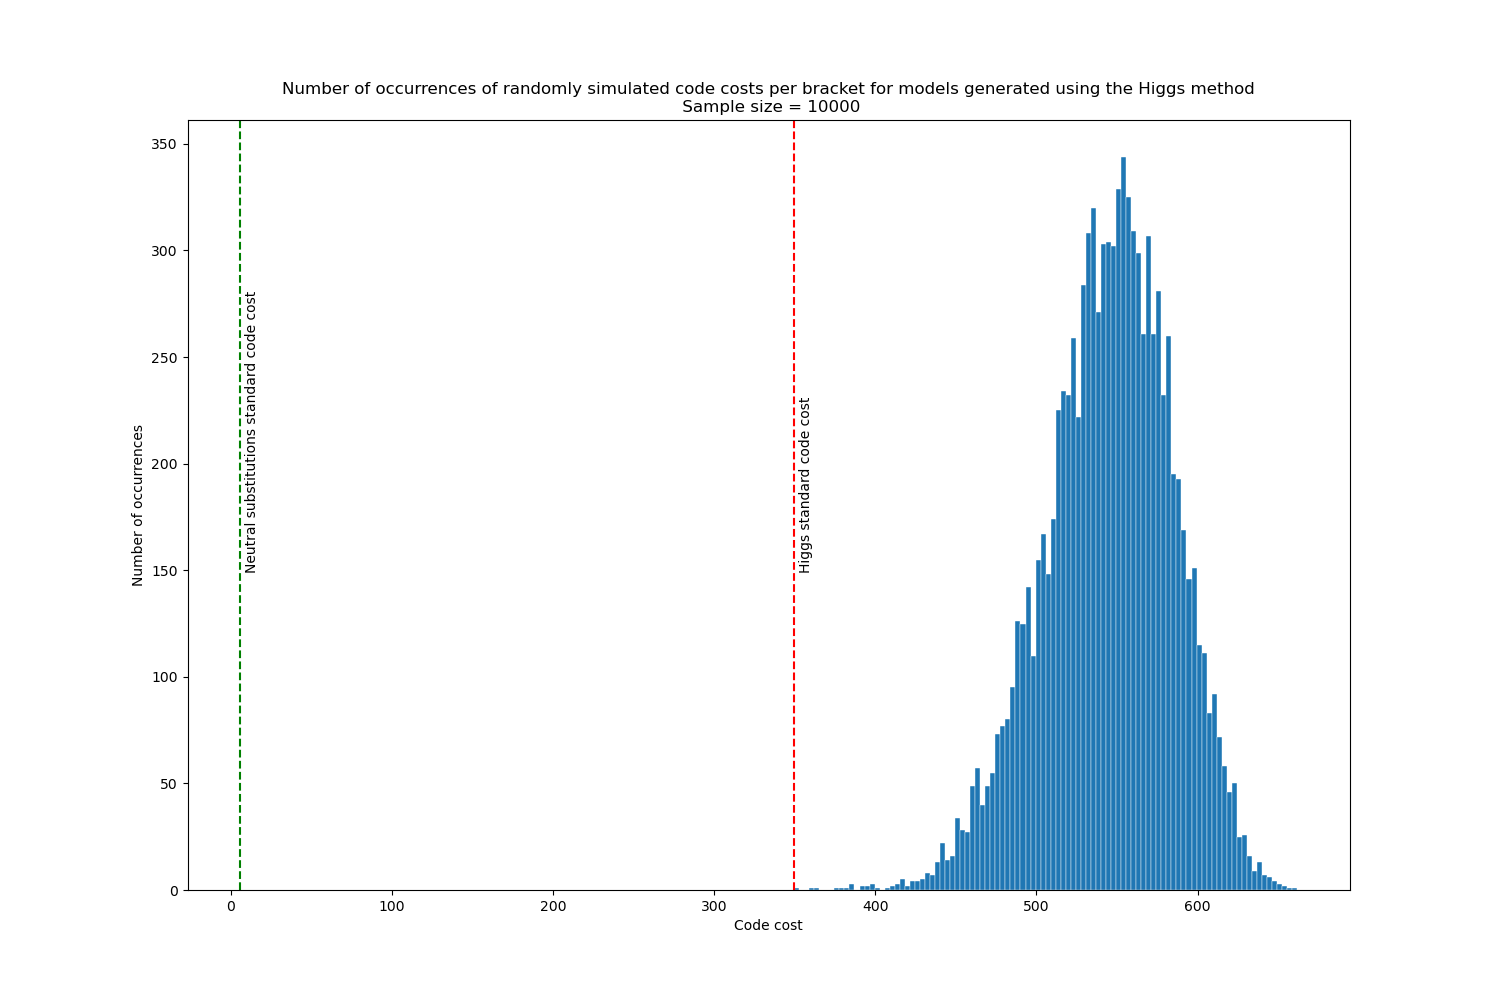 Number of occurrences of randomly simulated code costs per bracket for models generated using the Higgs method
Sample size = 10000
350
300
250
200
150
100
50
0
Number of occurrences
Neutral substitutions standard code cost
Higgs standard code cost
0
100
200
300
400
500
600
Code cost